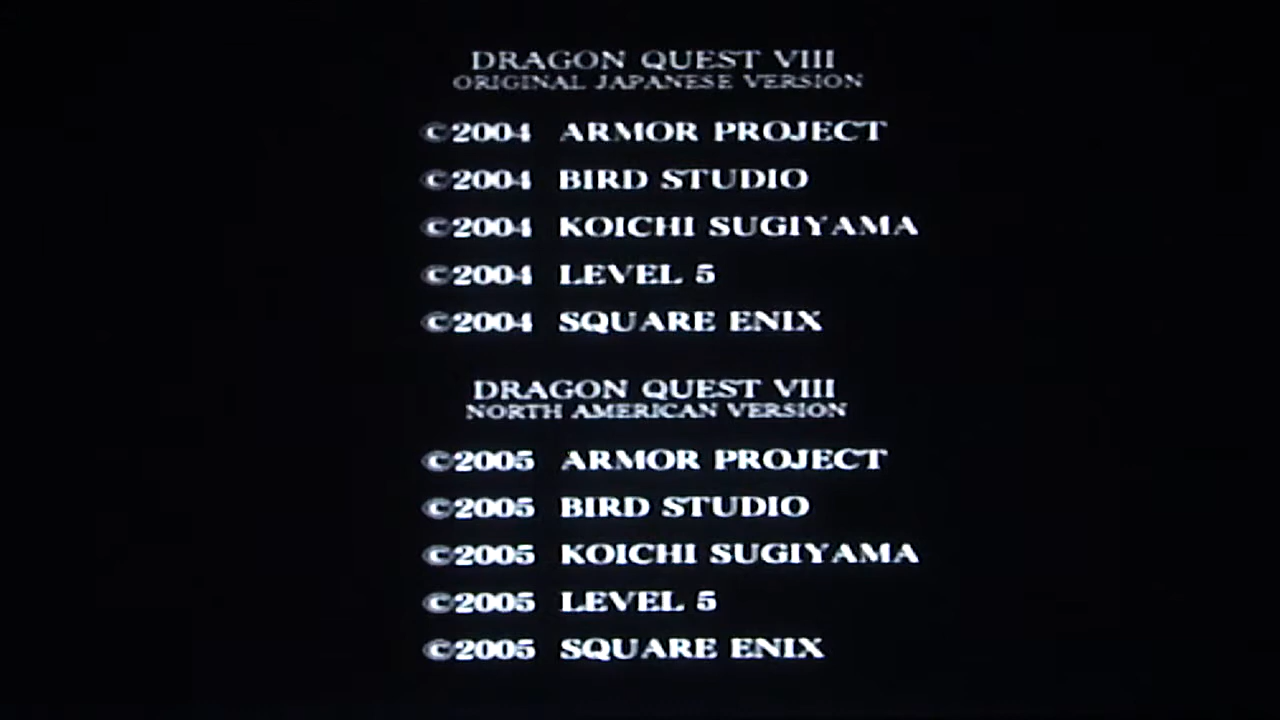 DRAGON QUEST VIII
ORIGINAL JAPANESE VERSION
©2004 ARMOR PROJECT
©2004 BIRD STUDIO
©2004 KOICHI SUGIYAMA
©2004 LEVEL 5
©2004 SQUARE ENIX
DRAGON QUEST VIII
NORTH AMERICAN VERSION
©2005 ARMOR PROJECT
©2005 BIRD STUDIO
©2005 KOICHI SUGIYAMA
©2005 LEVEL 5
©2005 SQUARE ENIX